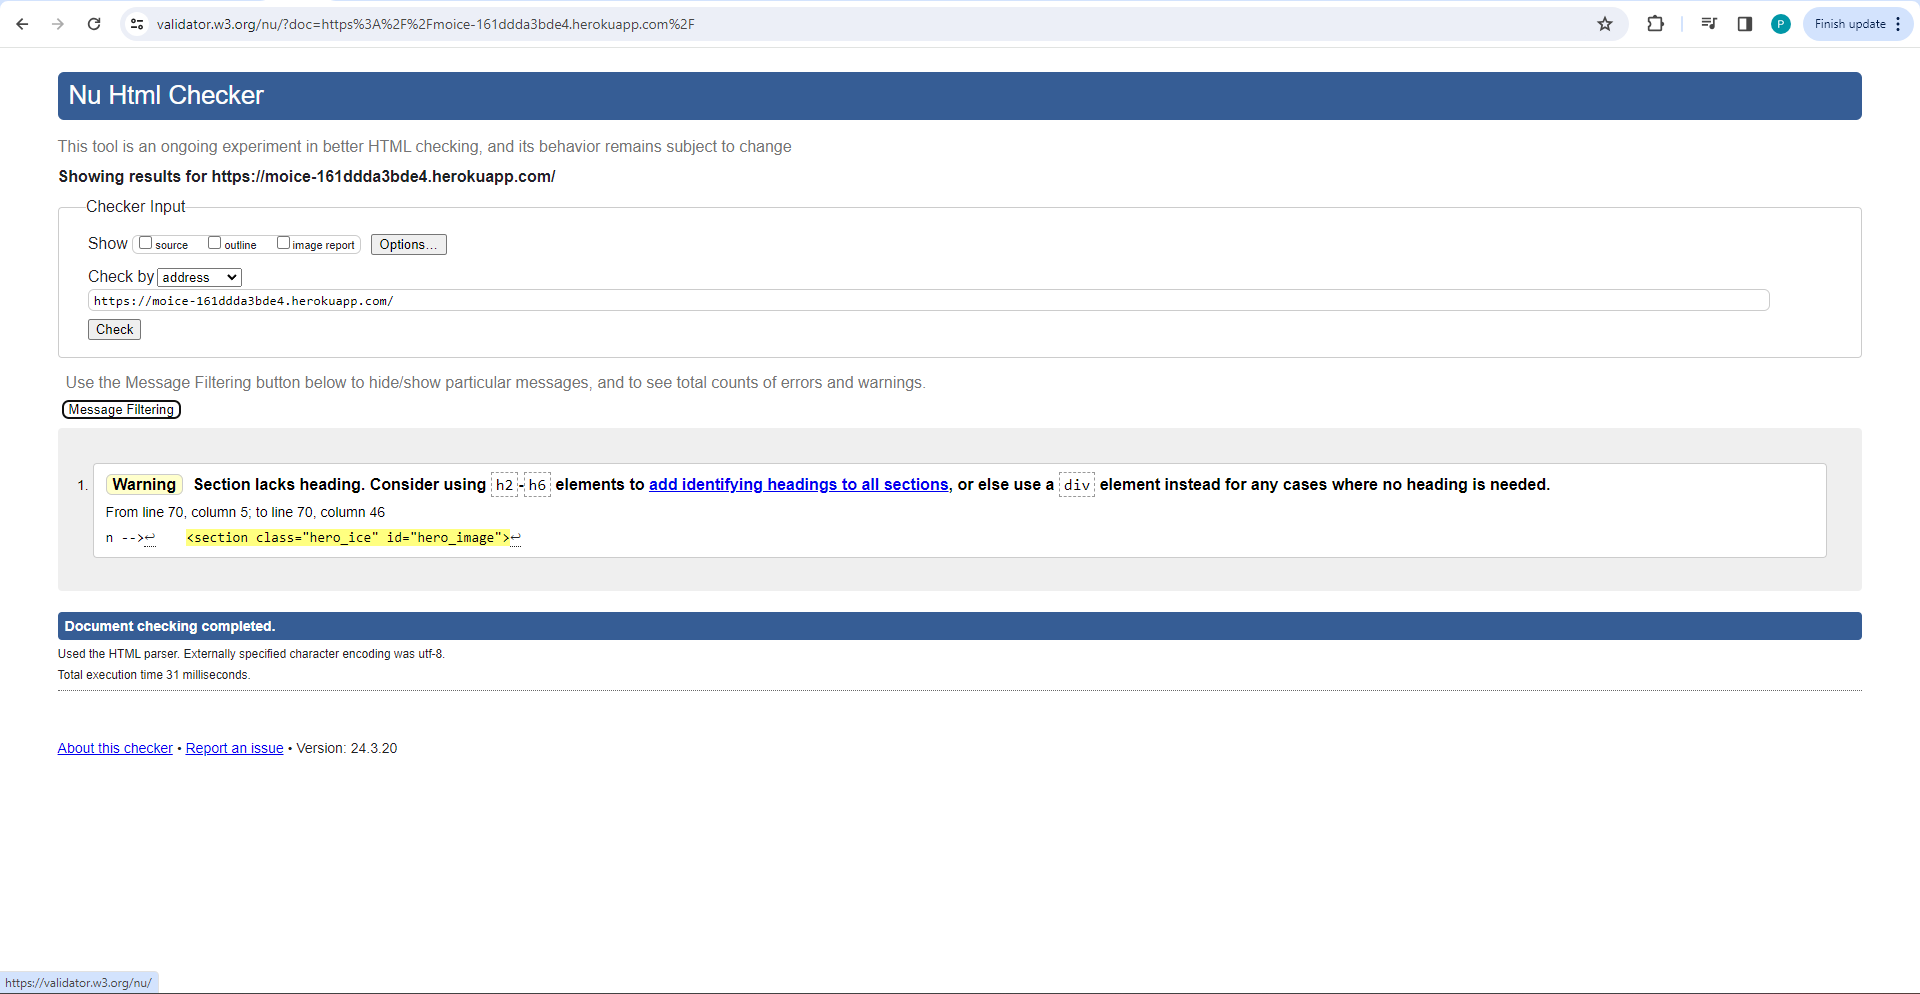 validator.w3.org/nu/?doc=https%3A%2F%2Fmoice-161ddda3bde4.herokuapp.com%2F
P
Finish update
Nu Html Checker
This tool is an ongoing experiment in better HTML checking, and its behavior remains subject to change
Showing results for https://moice-161ddda3bde4.herokuapp.com/
Checker Input
Show source outline image report Options...
Check by address
https://moice-161ddda3bde4.herokuapp.com/
Check
Use the Message Filtering button below to hide/show particular messages, and to see total counts of errors and warnings.
Message Filtering
1. Warning Section lacks heading. Consider using h2-h6 elements to add identifying headings to all sections, or else use a div element instead for any cases where no heading is needed.
From line 70, column 5; to line 70, column 46
n -->↩ <section class="hero_ice" id="hero_image">↩
Document checking completed.
Used the HTML parser. Externally specified character encoding was utf-8.
Total execution time 31 milliseconds.
About this checker • Report an issue • Version: 24.3.20
https://validator.w3.org/nu/